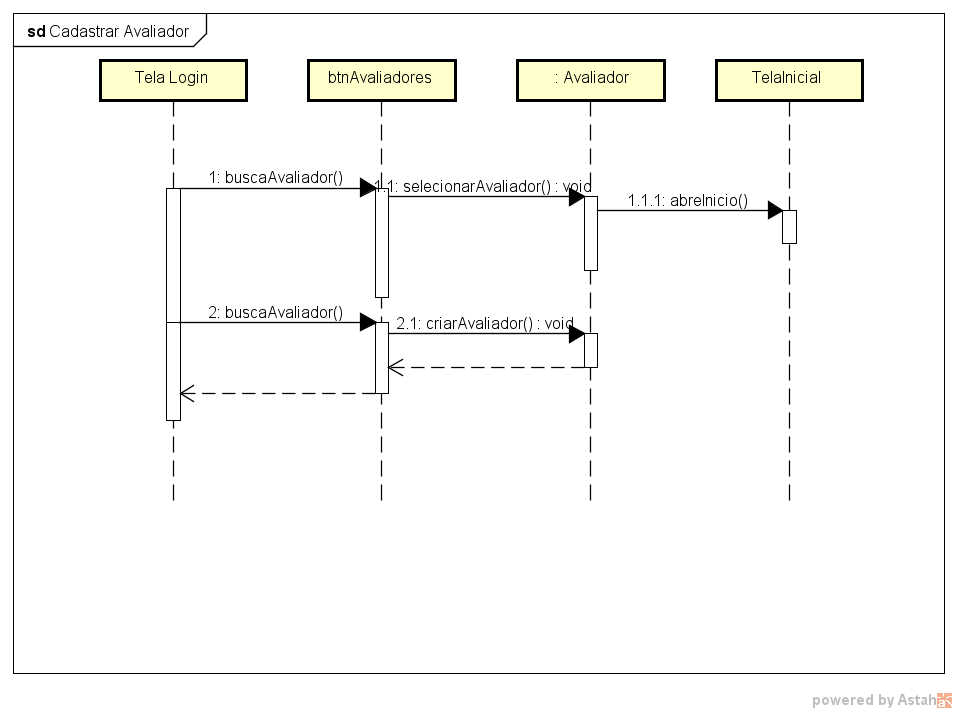 sd Cadastrar Avaliador
Tela Login
btnAvaliadores
: Avaliador
TelaInicial
1: buscaAvaliador()
1.1: selecionarAvaliador() : void
1.1.1: abreInicio()
2: buscaAvaliador()
2.1: criarAvaliador() : void
powered by Astah